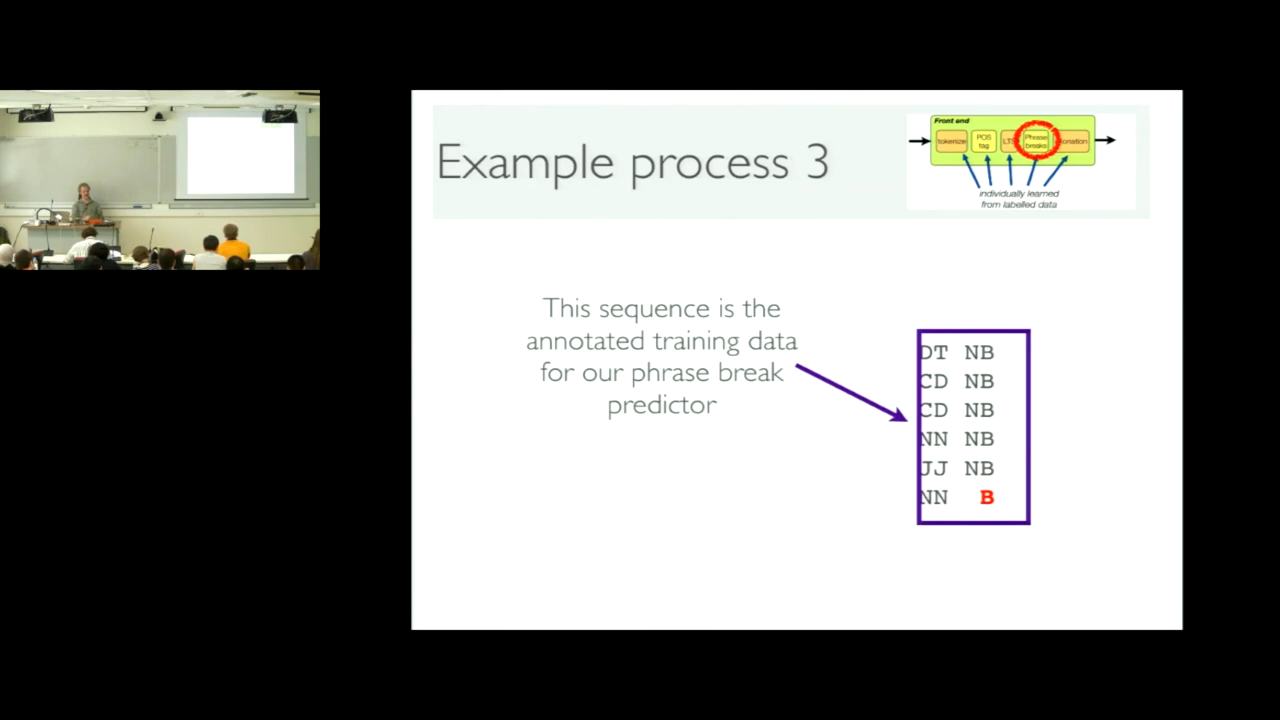 Example process 3
Front end
tokenize
POS
tag
LTS
Phrase
breaks
intonation
individually learned
from labelled data
This sequence is the
annotated training data
for our phrase break
predictor
DT NB
CD NB
CD NB
NN NB
JJ NB
NN B